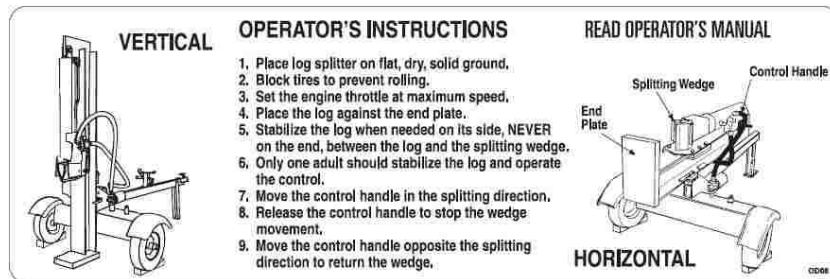 VERTICAL
OPERATOR'S INSTRUCTIONS
1. Place log splitter on flat, dry, solid ground.
2. Block tires to prevent rolling.
3. Set the engine throttle at maximum speed.
4. Place the log against the end plate.
5. Stabilize the log when needed on its side, NEVER
on the end, between the log and the splitting wedge.
6. Only one adult should stabilize the log and operate
the control.
7. Move the control handle in the splitting direction.
8. Release the control handle to stop the wedge
movement.
9. Move the control handle opposite the splitting
direction to return the wedge.
READ OPERATOR'S MANUAL
Control Handle
Splitting Wedge
End
Plate
HORIZONTAL